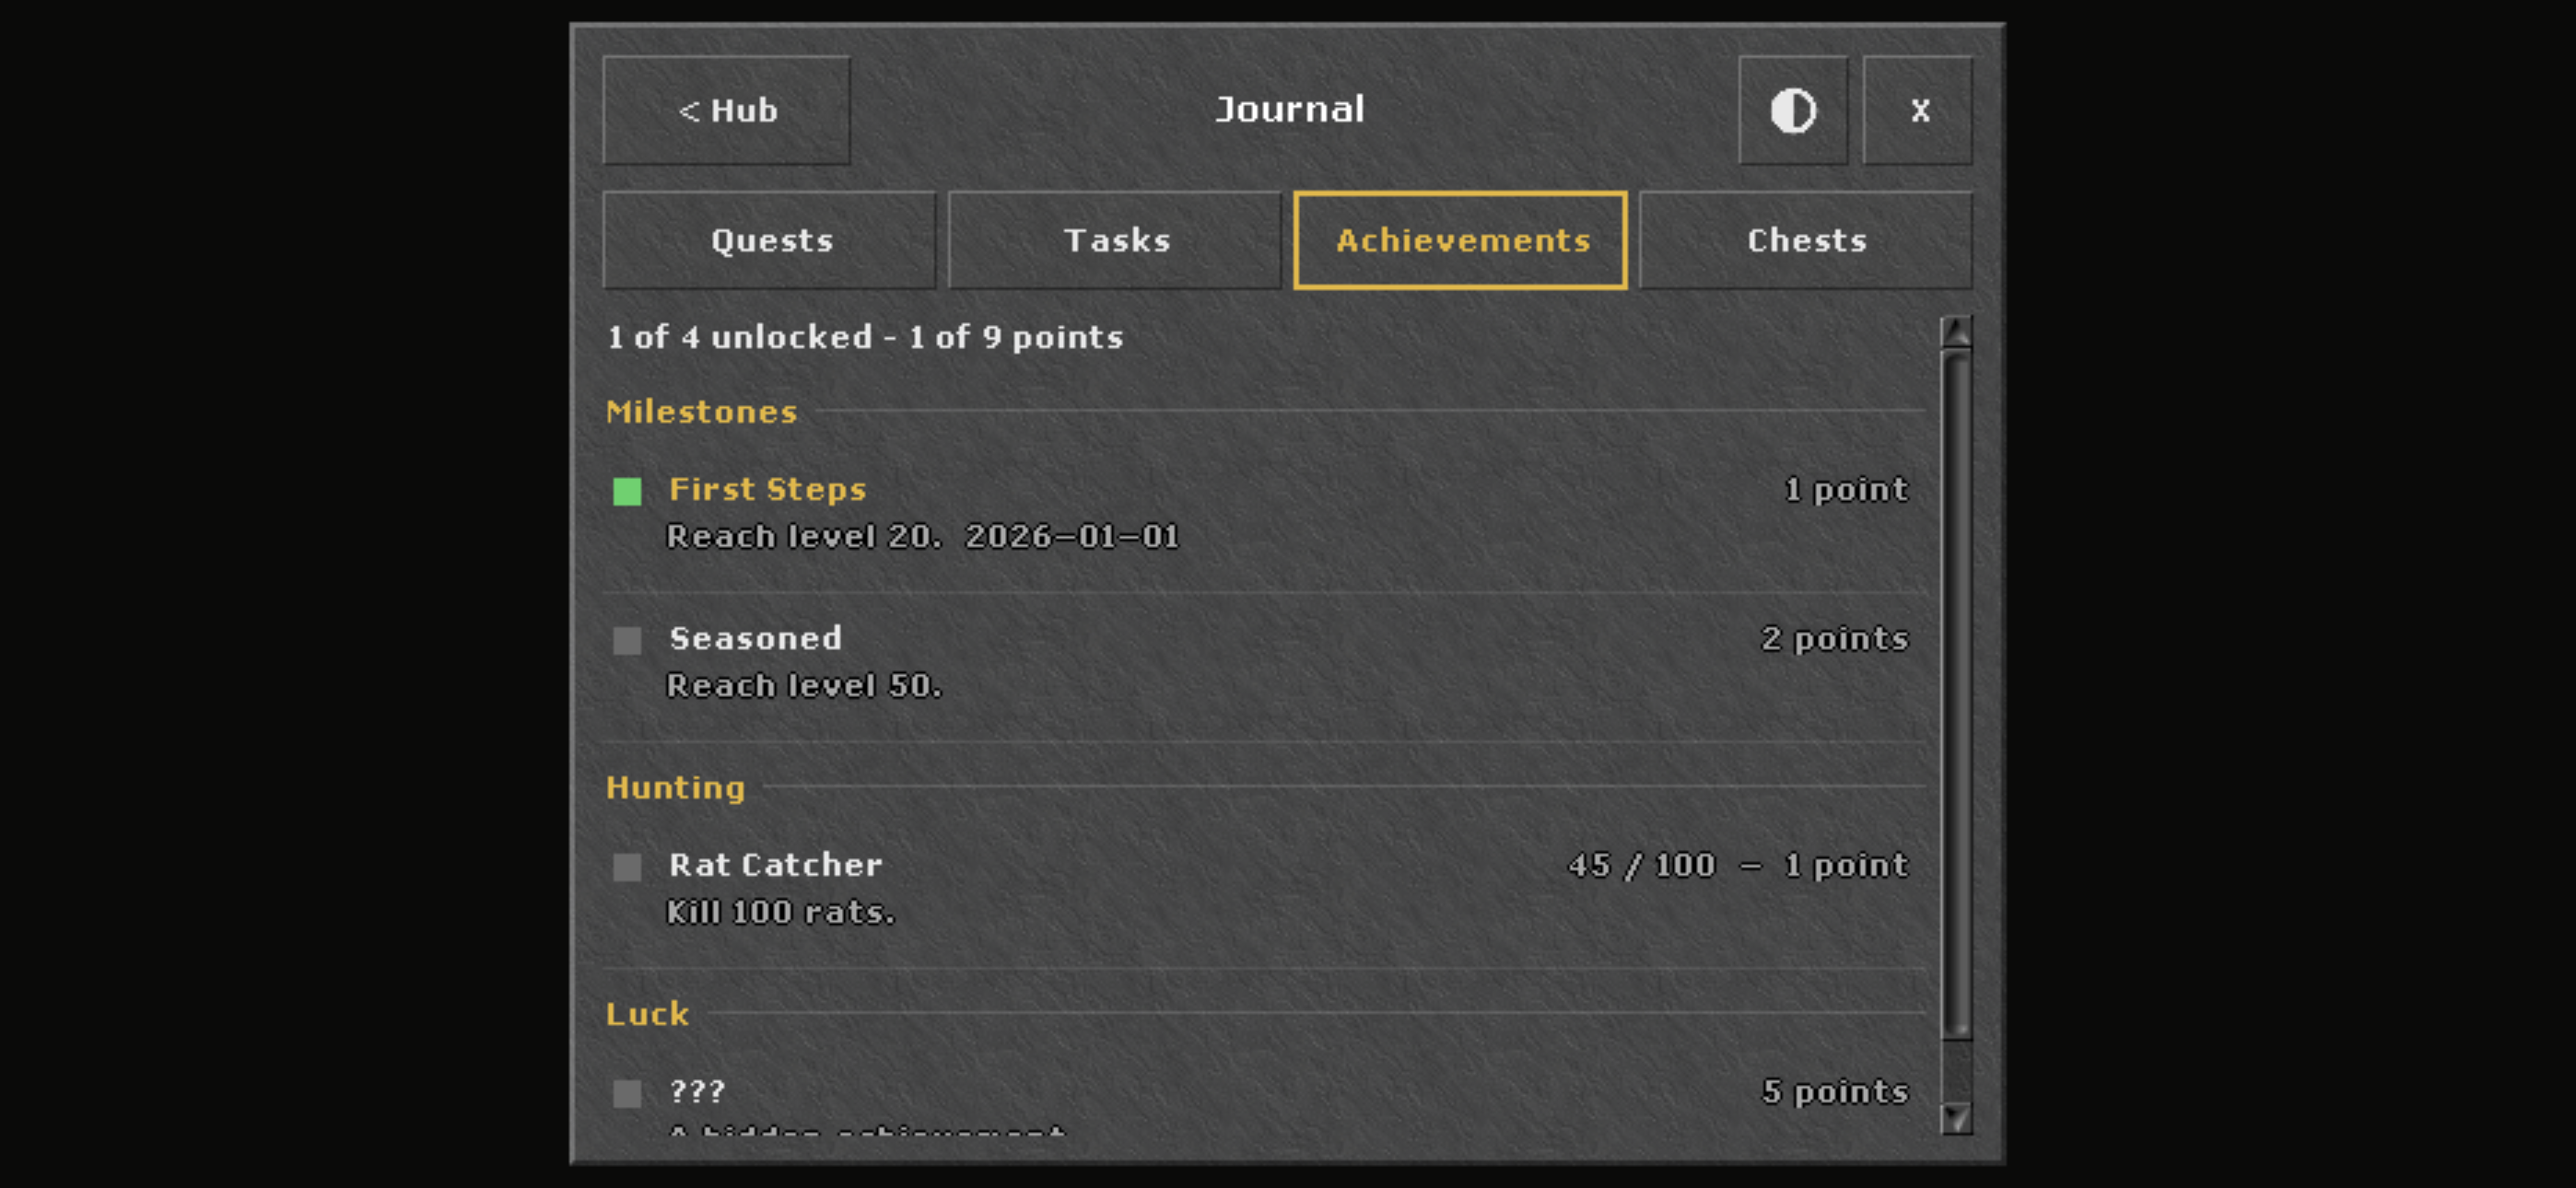 < Hub
Journal
X
Quests
Tasks
Achievements
Chests
1 of 4 unlocked - 1 of 9 points
Milestones
First Steps
1 point
Reach level 20. 2026-01-01
Seasoned
2 points
Reach level 50.
Hunting
Rat Catcher
45 / 100 - 1 point
Kill 100 rats.
Luck
???
5 points
A hidden achievement